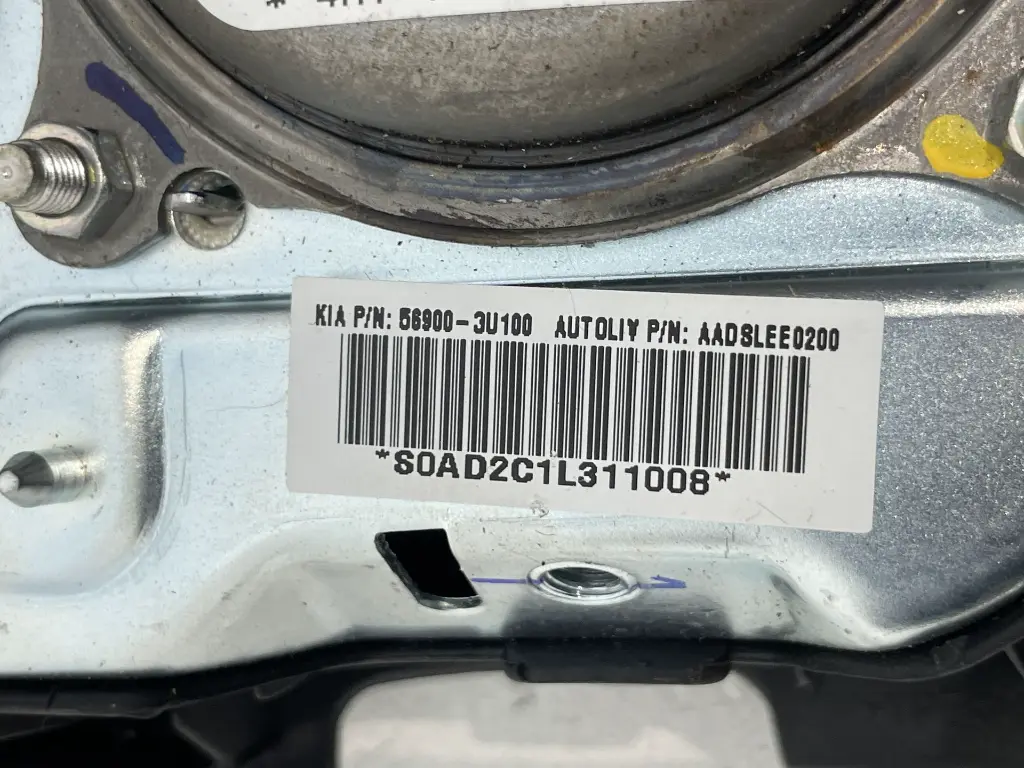 KIA P/N: 56900-3U100 AUTOLIV P/N: AADSLEE0200
*S0AD2C1L311008*